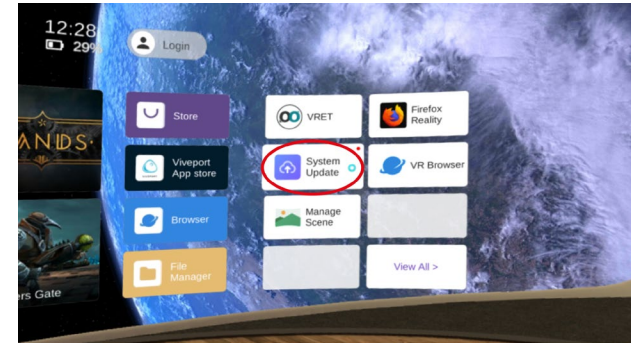 12:28
29%
Login
ANDS
Store
VRET
Firefox
Reality
Viveport
App store
System
Update
VR Browser
Browser
Manage
Scene
File
Manager
View All >
ers Gate